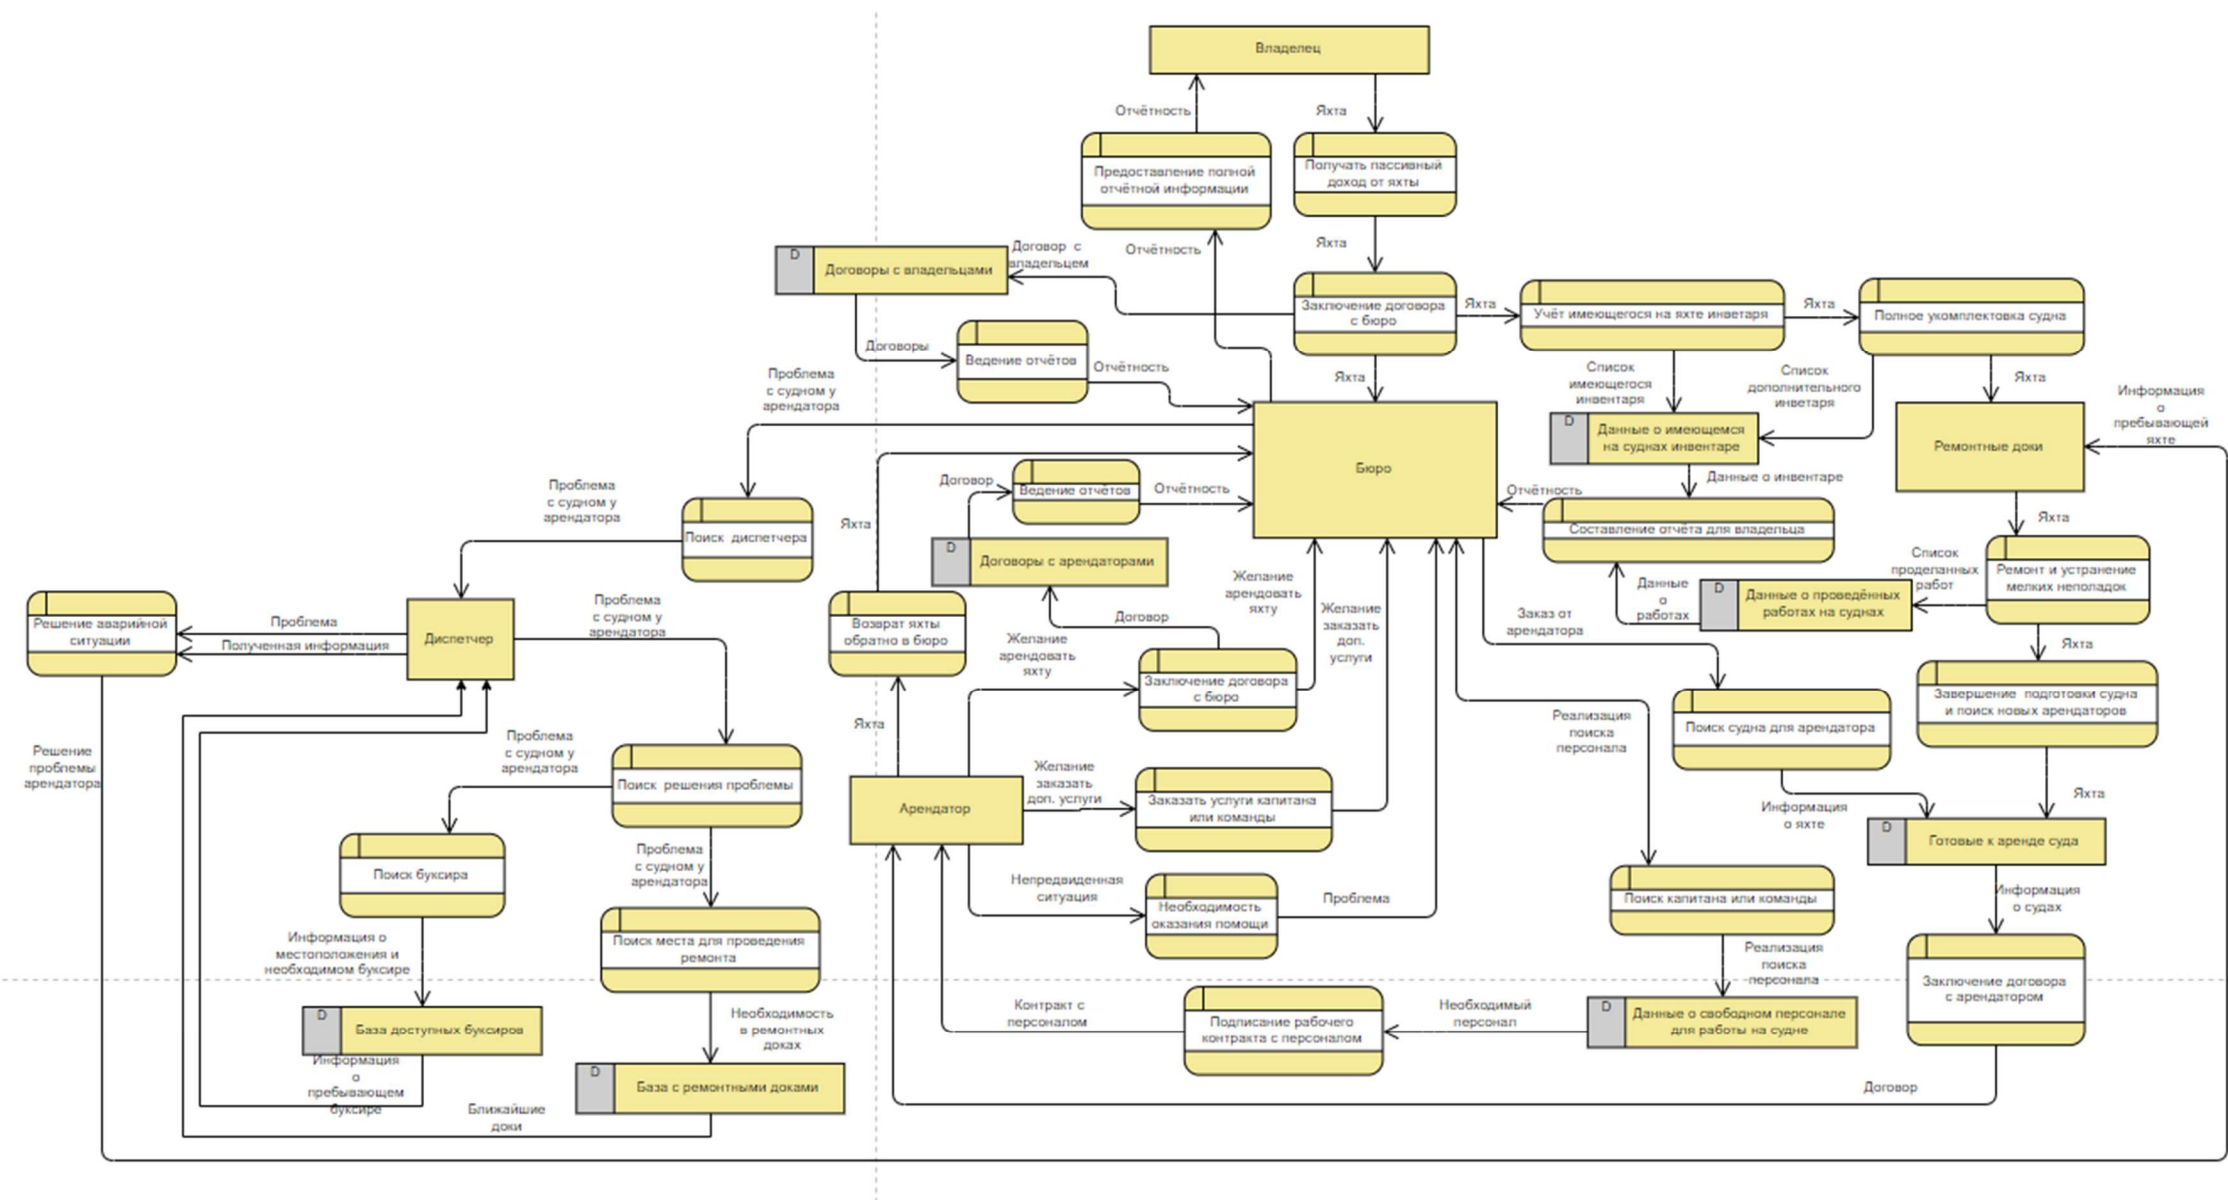 Владелец
Отчётность
Яхта
Предоставление полной
отчётной информации
Получать пассивный
доход от яхты
Отчётность
Яхта
D
Договоры с владельцами
Договор с
владельцем
Заключение договора
с бюро
Яхта
Учёт имеющегося на яхте инветаря
Яхта
Полное укомплектовка судна
Договоры
Ведение отчётов
Отчётность
Яхта
Список
имеющегося
инвентаря
Список
дополнительного
инветаря
Яхта
Информация
о
пребывающей
яхте
Проблема
с судном у
арендатора
D
Данные о имеющемся
на суднах инвентаре
Ремонтные доки
Бюро
Проблема
с судном у
арендатора
Договор
Ведение отчётов
Отчётность
Отчётность
Данные о инвентаре
Яхта
Поиск диспетчера
Яхта
Составление отчёта для владельца
Яхта
D
Договоры с арендаторами
Желание
арендовать
яхту
Список
проделанных
работ
Ремонт и устранение
мелких неполадок
Данные
о
работах
D
Данные о проведённых
работах на суднах
Решение аварийной
ситуации
Проблема
Полученная информация
Диспетчер
Проблема
с судном у
арендатора
Возврат яхты
обратно в бюро
Договор
Желание
арендовать
яхту
Желание
заказать
доп.
услуги
Заказ от
арендатора
Яхта
Заключение договора
с бюро
Завершение подготовки судна
и поиск новых арендаторов
Яхта
Реализация
поиска
персонала
Поиск судна для арендатора
Решение
проблемы
арендатора
Проблема
с судном у
арендатора
Поиск решения проблемы
Желание
заказать
доп. услуги
Арендатор
Заказать услуги капитана
или команды
Информация
о яхте
Яхта
D
Готовые к аренде суда
Поиск буксира
Проблема
с судном у
арендатора
Непредвиденная
ситуация
Необходимость
оказания помощи
Проблема
Поиск капитана или команды
Информация
о судах
Информация о
местоположения и
необходимом буксире
Поиск места для проведения
ремонта
Реализация
поиска
персонала
Заключение договора
с арендатором
D
База доступных буксиров
Необходимость
в ремонтных
доках
Контракт с
персоналом
Подписание рабочего
контракта с персоналом
Необходимый
персонал
D
Данные о свободном персонале
для работы на судне
Информация
о
пребывающем
буксире
Ближайшие
доки
D
База с ремонтными доками
Договор